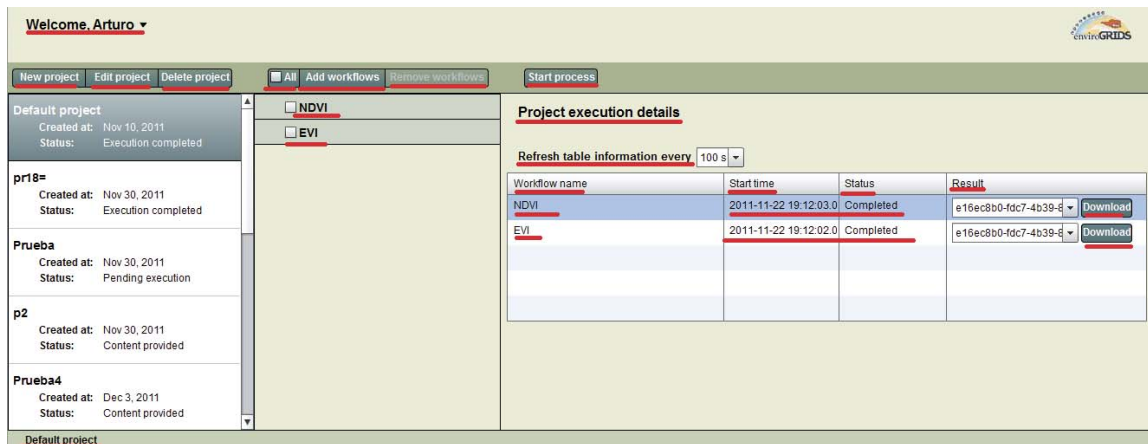 Welcome, Arturo
enviroGRIDS
New project Edit project Delete project All Add workflows Remove workflows Start process
Default project
Created at: Nov 10, 2011
Status: Execution completed
pr18=
Created at: Nov 30, 2011
Status: Execution completed
Prueba
Created at: Nov 30, 2011
Status: Pending execution
p2
Created at: Nov 30, 2011
Status: Content provided
Prueba4
Created at: Dec 3, 2011
Status: Content provided
NDVI
EVI
Project execution details
Refresh table information every 100 s
Workflow name Start time Status Result
NDVI 2011-11-22 19:12:03.0 Completed e16ec8b0-fdc7-4b39-8 Download
EVI 2011-11-22 19:12:02.0 Completed e16ec8b0-fdc7-4b39-8 Download
Default project